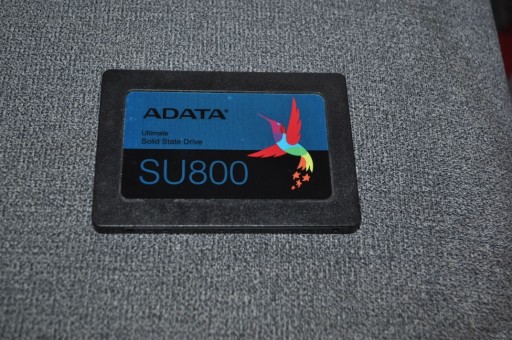 ADATA
Ultimate
Solid State Drive
SU800